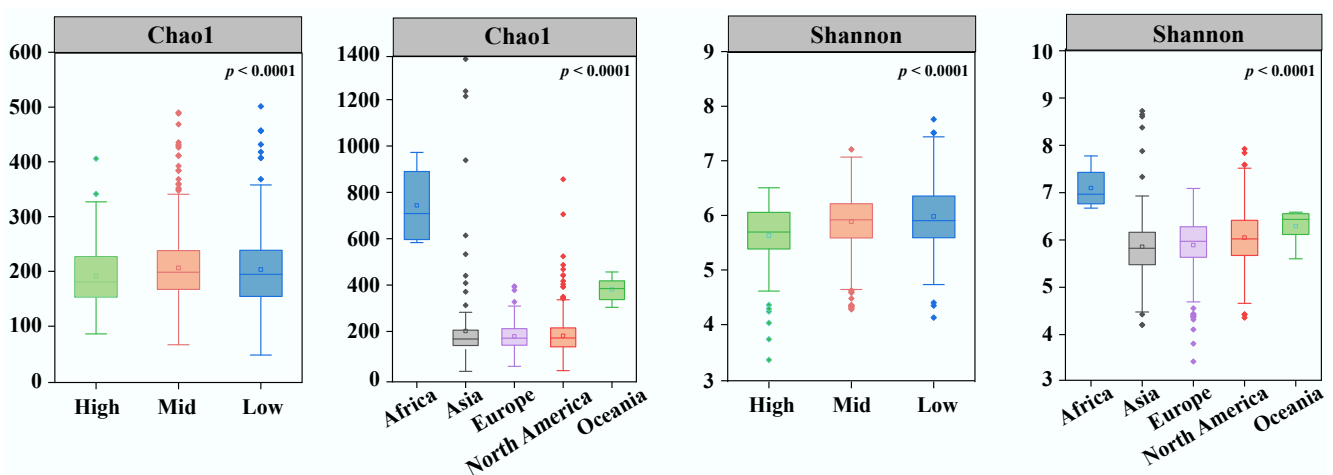 Chao1
p < 0.0001
600
500
400
300
200
100
0
High Mid Low
Chao1
p < 0.0001
1400
1200
1000
800
600
400
200
0
Africa Asia Europe North America Oceania
Shannon
p < 0.0001
9
8
7
6
5
4
3
High Mid Low
Shannon
p < 0.0001
10
9
8
7
6
5
4
3
Africa Asia Europe North America Oceania